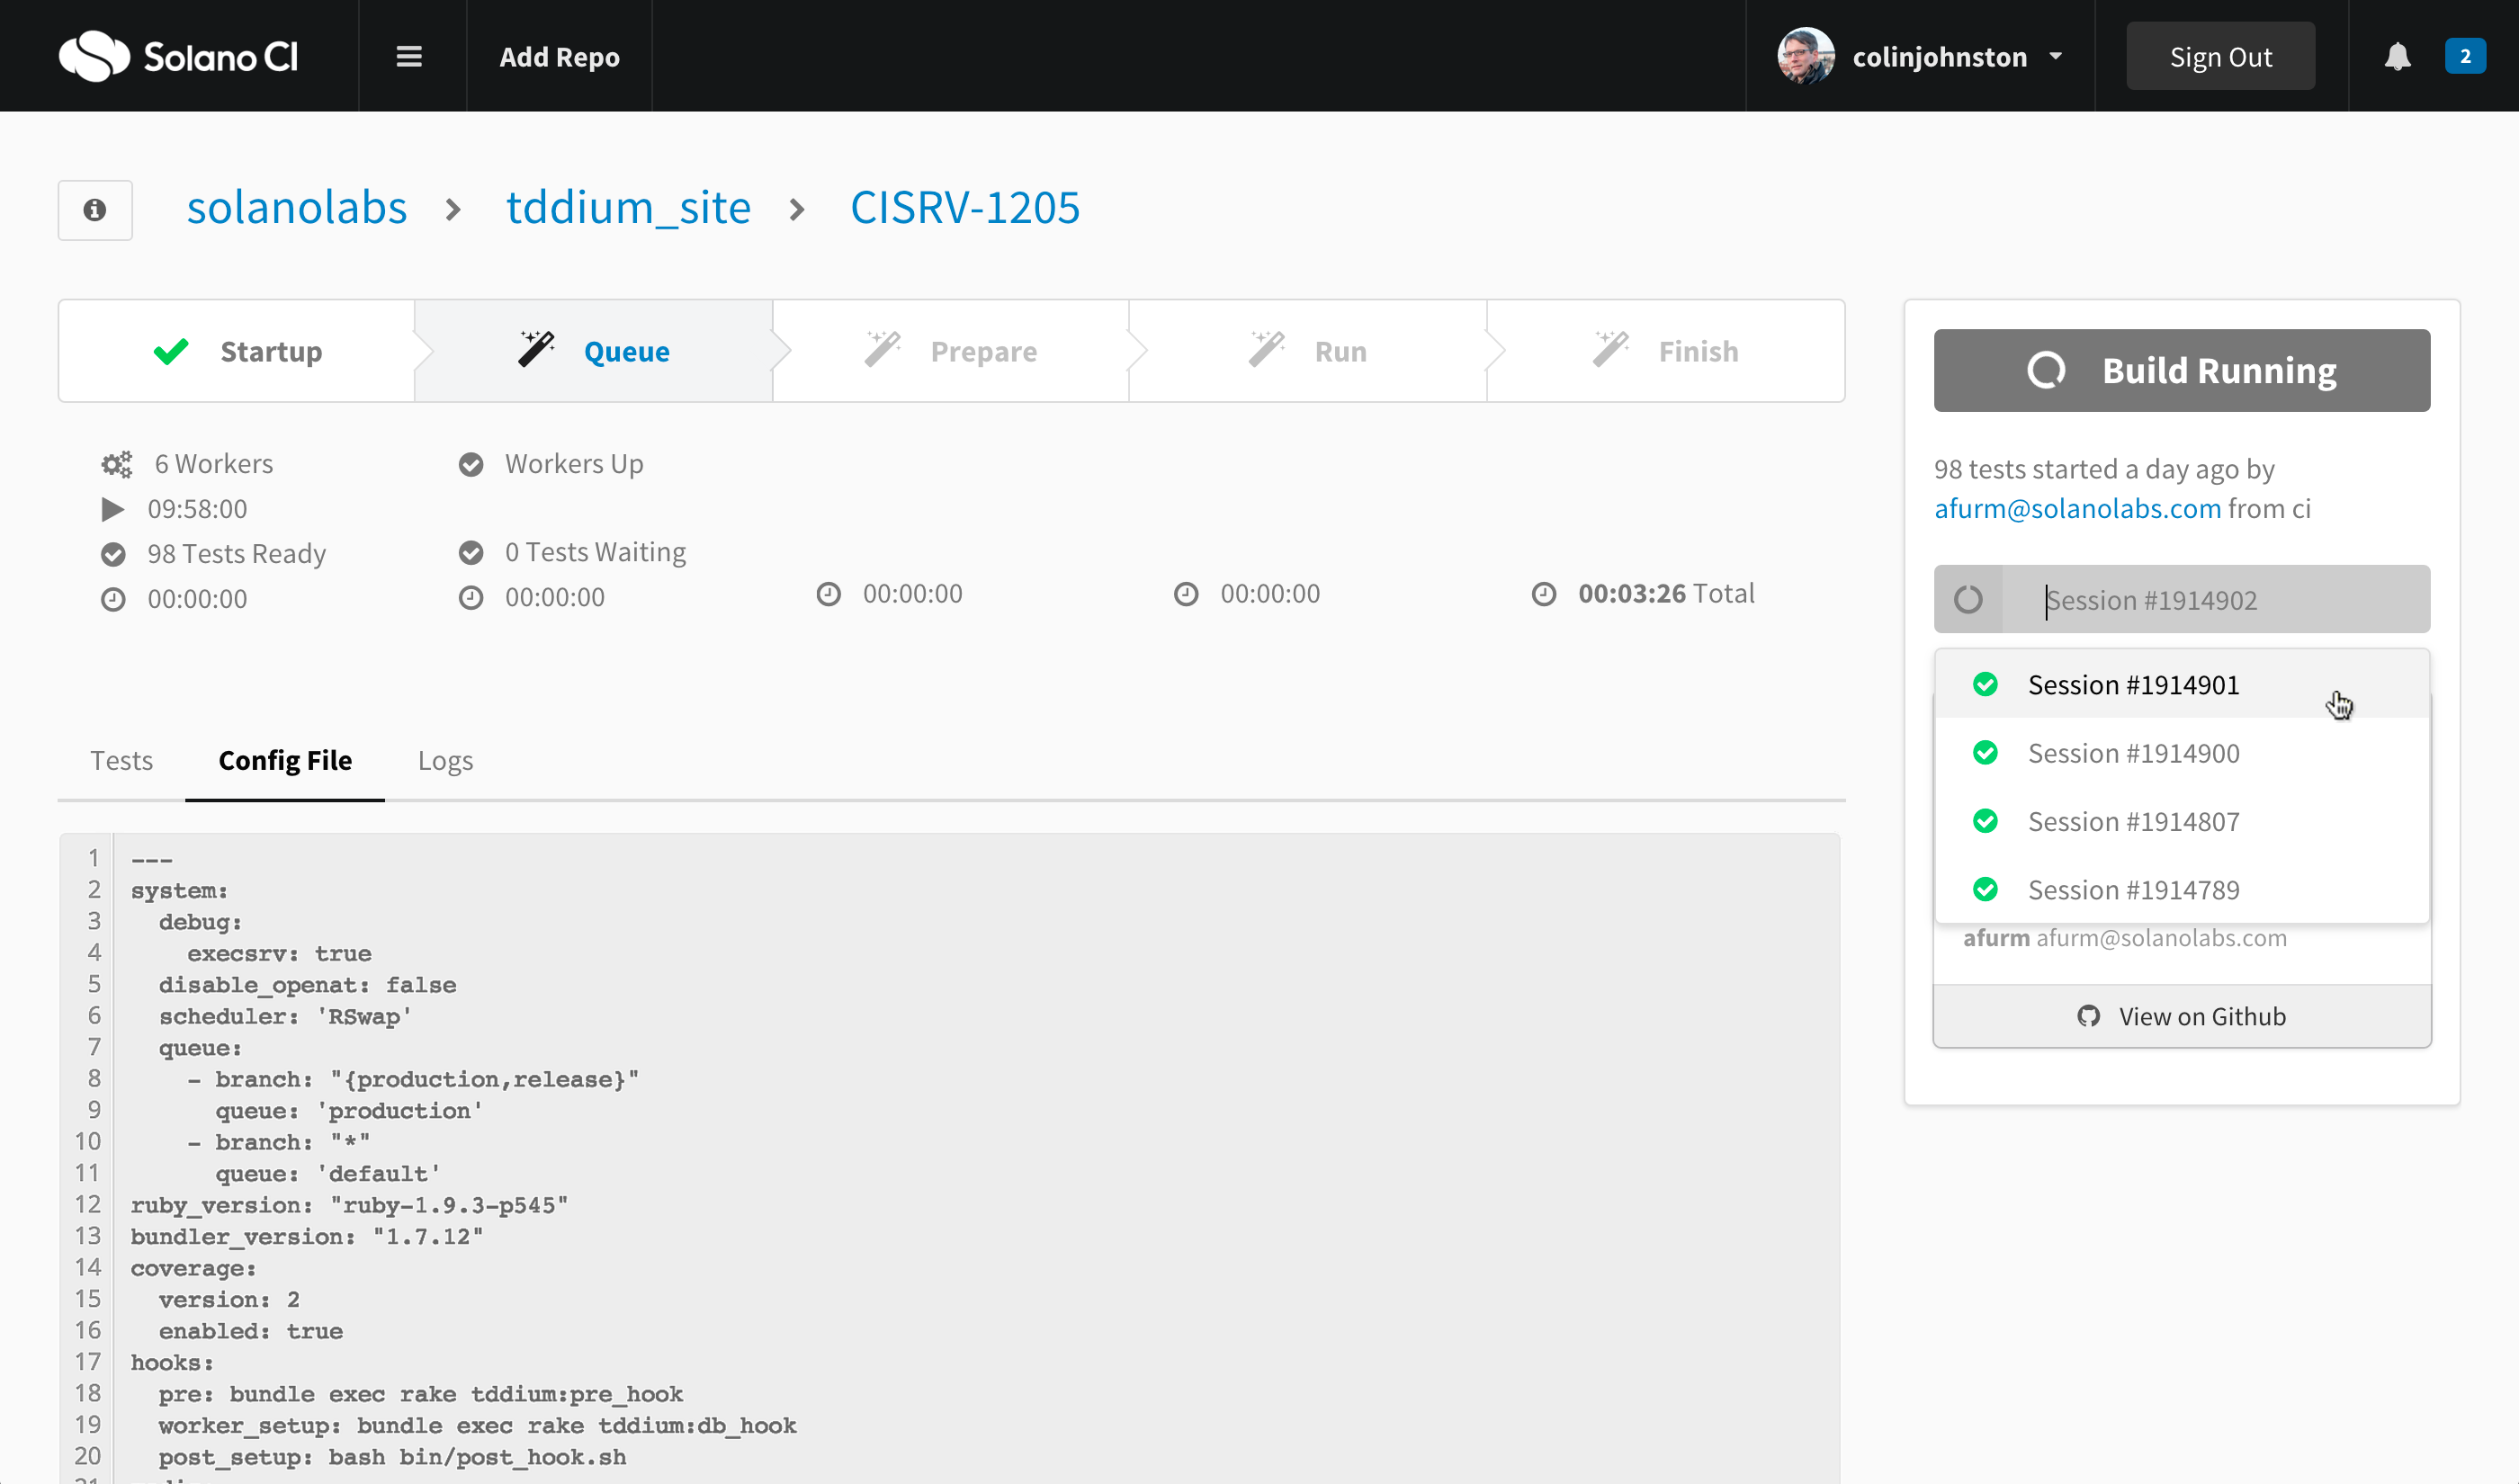 Solano CI
Add Repo
colinjohnston
Sign Out
2
solanolabs > tddium_site > CISRV-1205
Startup
Queue
Prepare
Run
Finish
6 Workers
09:58:00
98 Tests Ready
00:00:00
Workers Up
0 Tests Waiting
00:00:00
00:00:00
00:00:00
00:03:26 Total
Build Running
98 tests started a day ago by
afurm@solanolabs.com from ci
Session #1914902
Session #1914901
Session #1914900
Session #1914807
Session #1914789
afurm afurm@solanolabs.com
View on Github
Tests
Config File
Logs
1 ---
2 system:
3   debug:
4     execsrv: true
5   disable_openat: false
6   scheduler: 'RSwap'
7   queue:
8     - branch: "{production,release}"
9       queue: 'production'
10     - branch: "*"
11       queue: 'default'
12 ruby_version: "ruby-1.9.3-p545"
13 bundler_version: "1.7.12"
14 coverage:
15   version: 2
16   enabled: true
17 hooks:
18   pre: bundle exec rake tddium:pre_hook
19   worker_setup: bundle exec rake tddium:db_hook
20   post_setup: bash bin/post_hook.sh